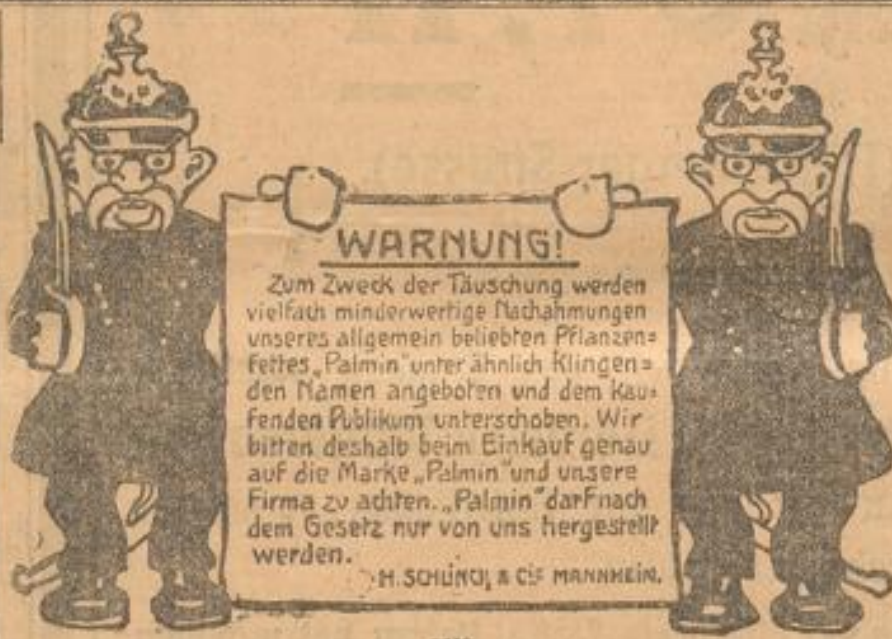 WARNUNG!
Zum Zweck der Täuschung werden
vielfach minderwertige Nachahmungen
unseres allgemein beliebten Pflanzen=
fettes „Palmin" unter ähnlich klingen=
den Namen angeboten und dem kau=
fenden Publikum unterschoben. Wir
bitten deshalb beim Einkauf genau
auf die Marke „Palmin" und unsere
Firma zu achten. „Palmin" darf nach
dem Gesetz nur von uns hergestellt
werden.
H. SCHLINCK & CIE MANNHEIM.